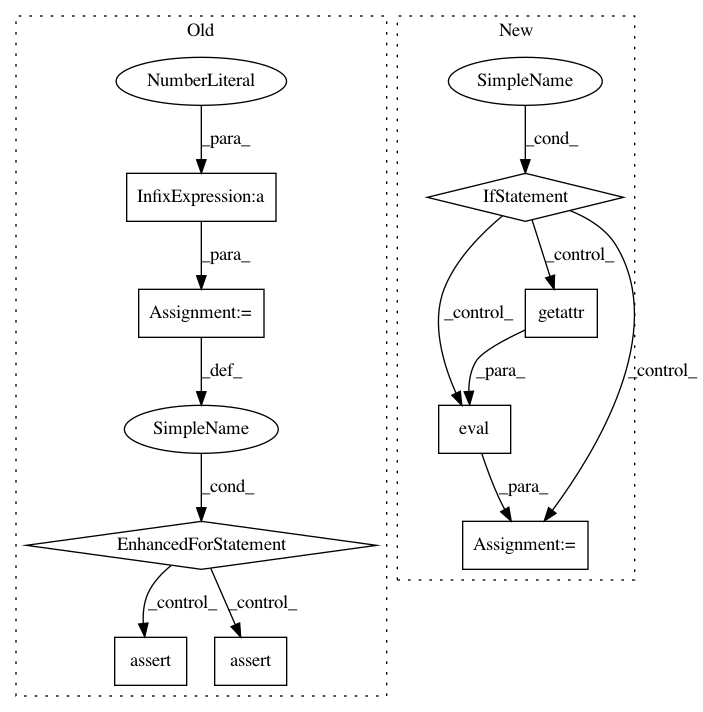 Old
NumberLiteral
_para_
InfixExpression:a
_para_
Assignment:=
_def_
SimpleName
_cond_
EnhancedForStatement
_control_
_control_
assert
assert
New
SimpleName
_cond_
IfStatement
_control_
_control_
_control_
getattr
_para_
eval
_para_
Assignment:=